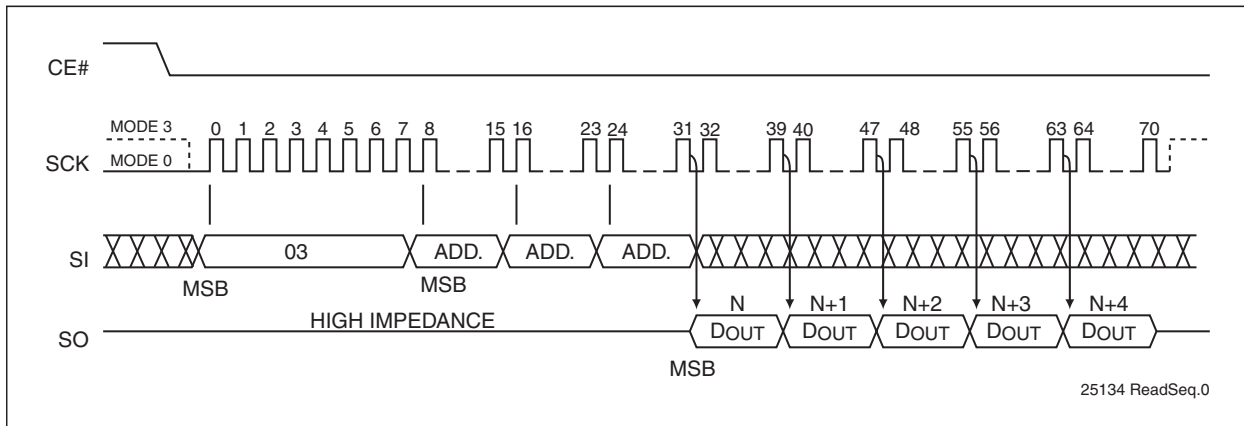 CE#
MODE 3
0 1 2 3 4 5 6 7 8 15 16 23 24 31 32 39 40 47 48 55 56 63 64 70
SCK
MODE 0
SI
03 ADD. ADD. ADD.
MSB MSB
N N+1 N+2 N+3 N+4
HIGH IMPEDANCE
SO
DOUT DOUT DOUT DOUT DOUT
MSB
25134 ReadSeq.0